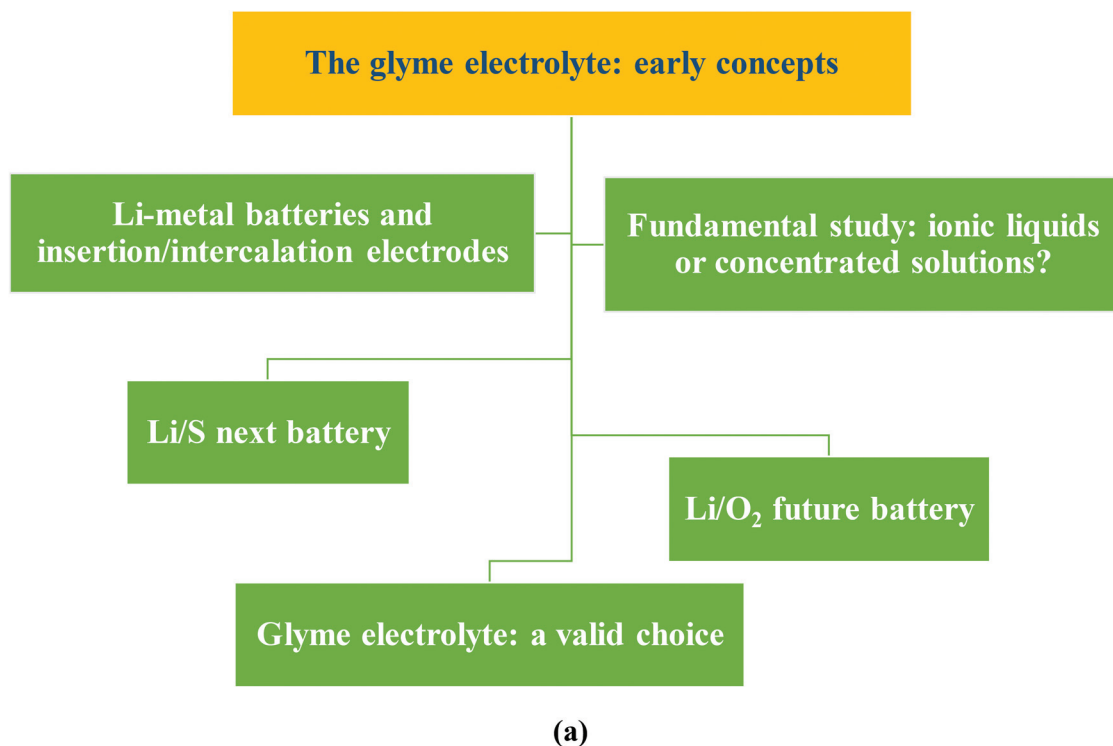 The glyme electrolyte: early concepts
Li-metal batteries and
insertion/intercalation electrodes
Fundamental study: ionic liquids
or concentrated solutions?
Li/S next battery
Li/O₂ future battery
Glyme electrolyte: a valid choice
(a)